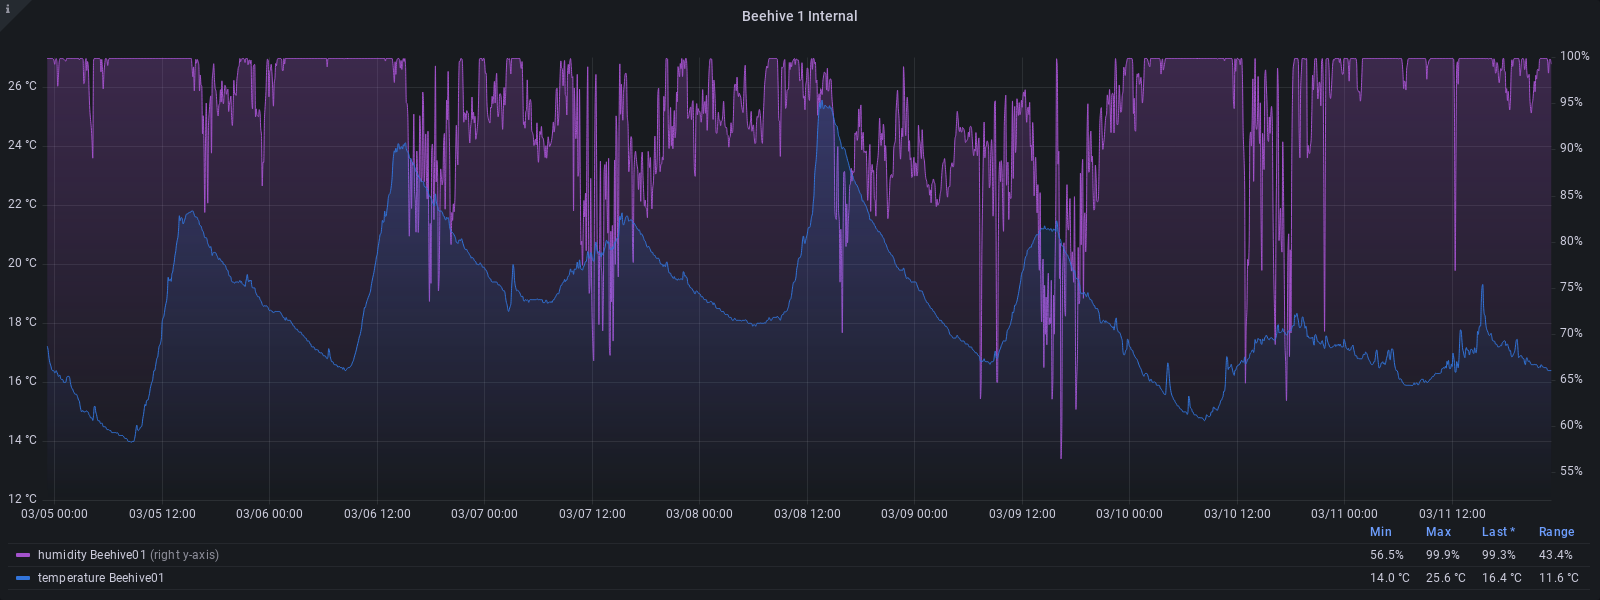 i
Beehive 1 Internal
100%
26 °C
95%
24 °C
90%
22 °C
85%
80%
20 °C
75%
18 °C
70%
16 °C
65%
14 °C
60%
55%
12 °C
03/05 00:00 03/05 12:00 03/06 00:00 03/06 12:00 03/07 00:00 03/07 12:00 03/08 00:00 03/08 12:00 03/09 00:00 03/09 12:00 03/10 00:00 03/10 12:00 03/11 00:00 03/11 12:00
Min Max Last * Range
humidity Beehive01 (right y-axis) 56.5% 99.9% 99.3% 43.4%
temperature Beehive01 14.0 °C 25.6 °C 16.4 °C 11.6 °C